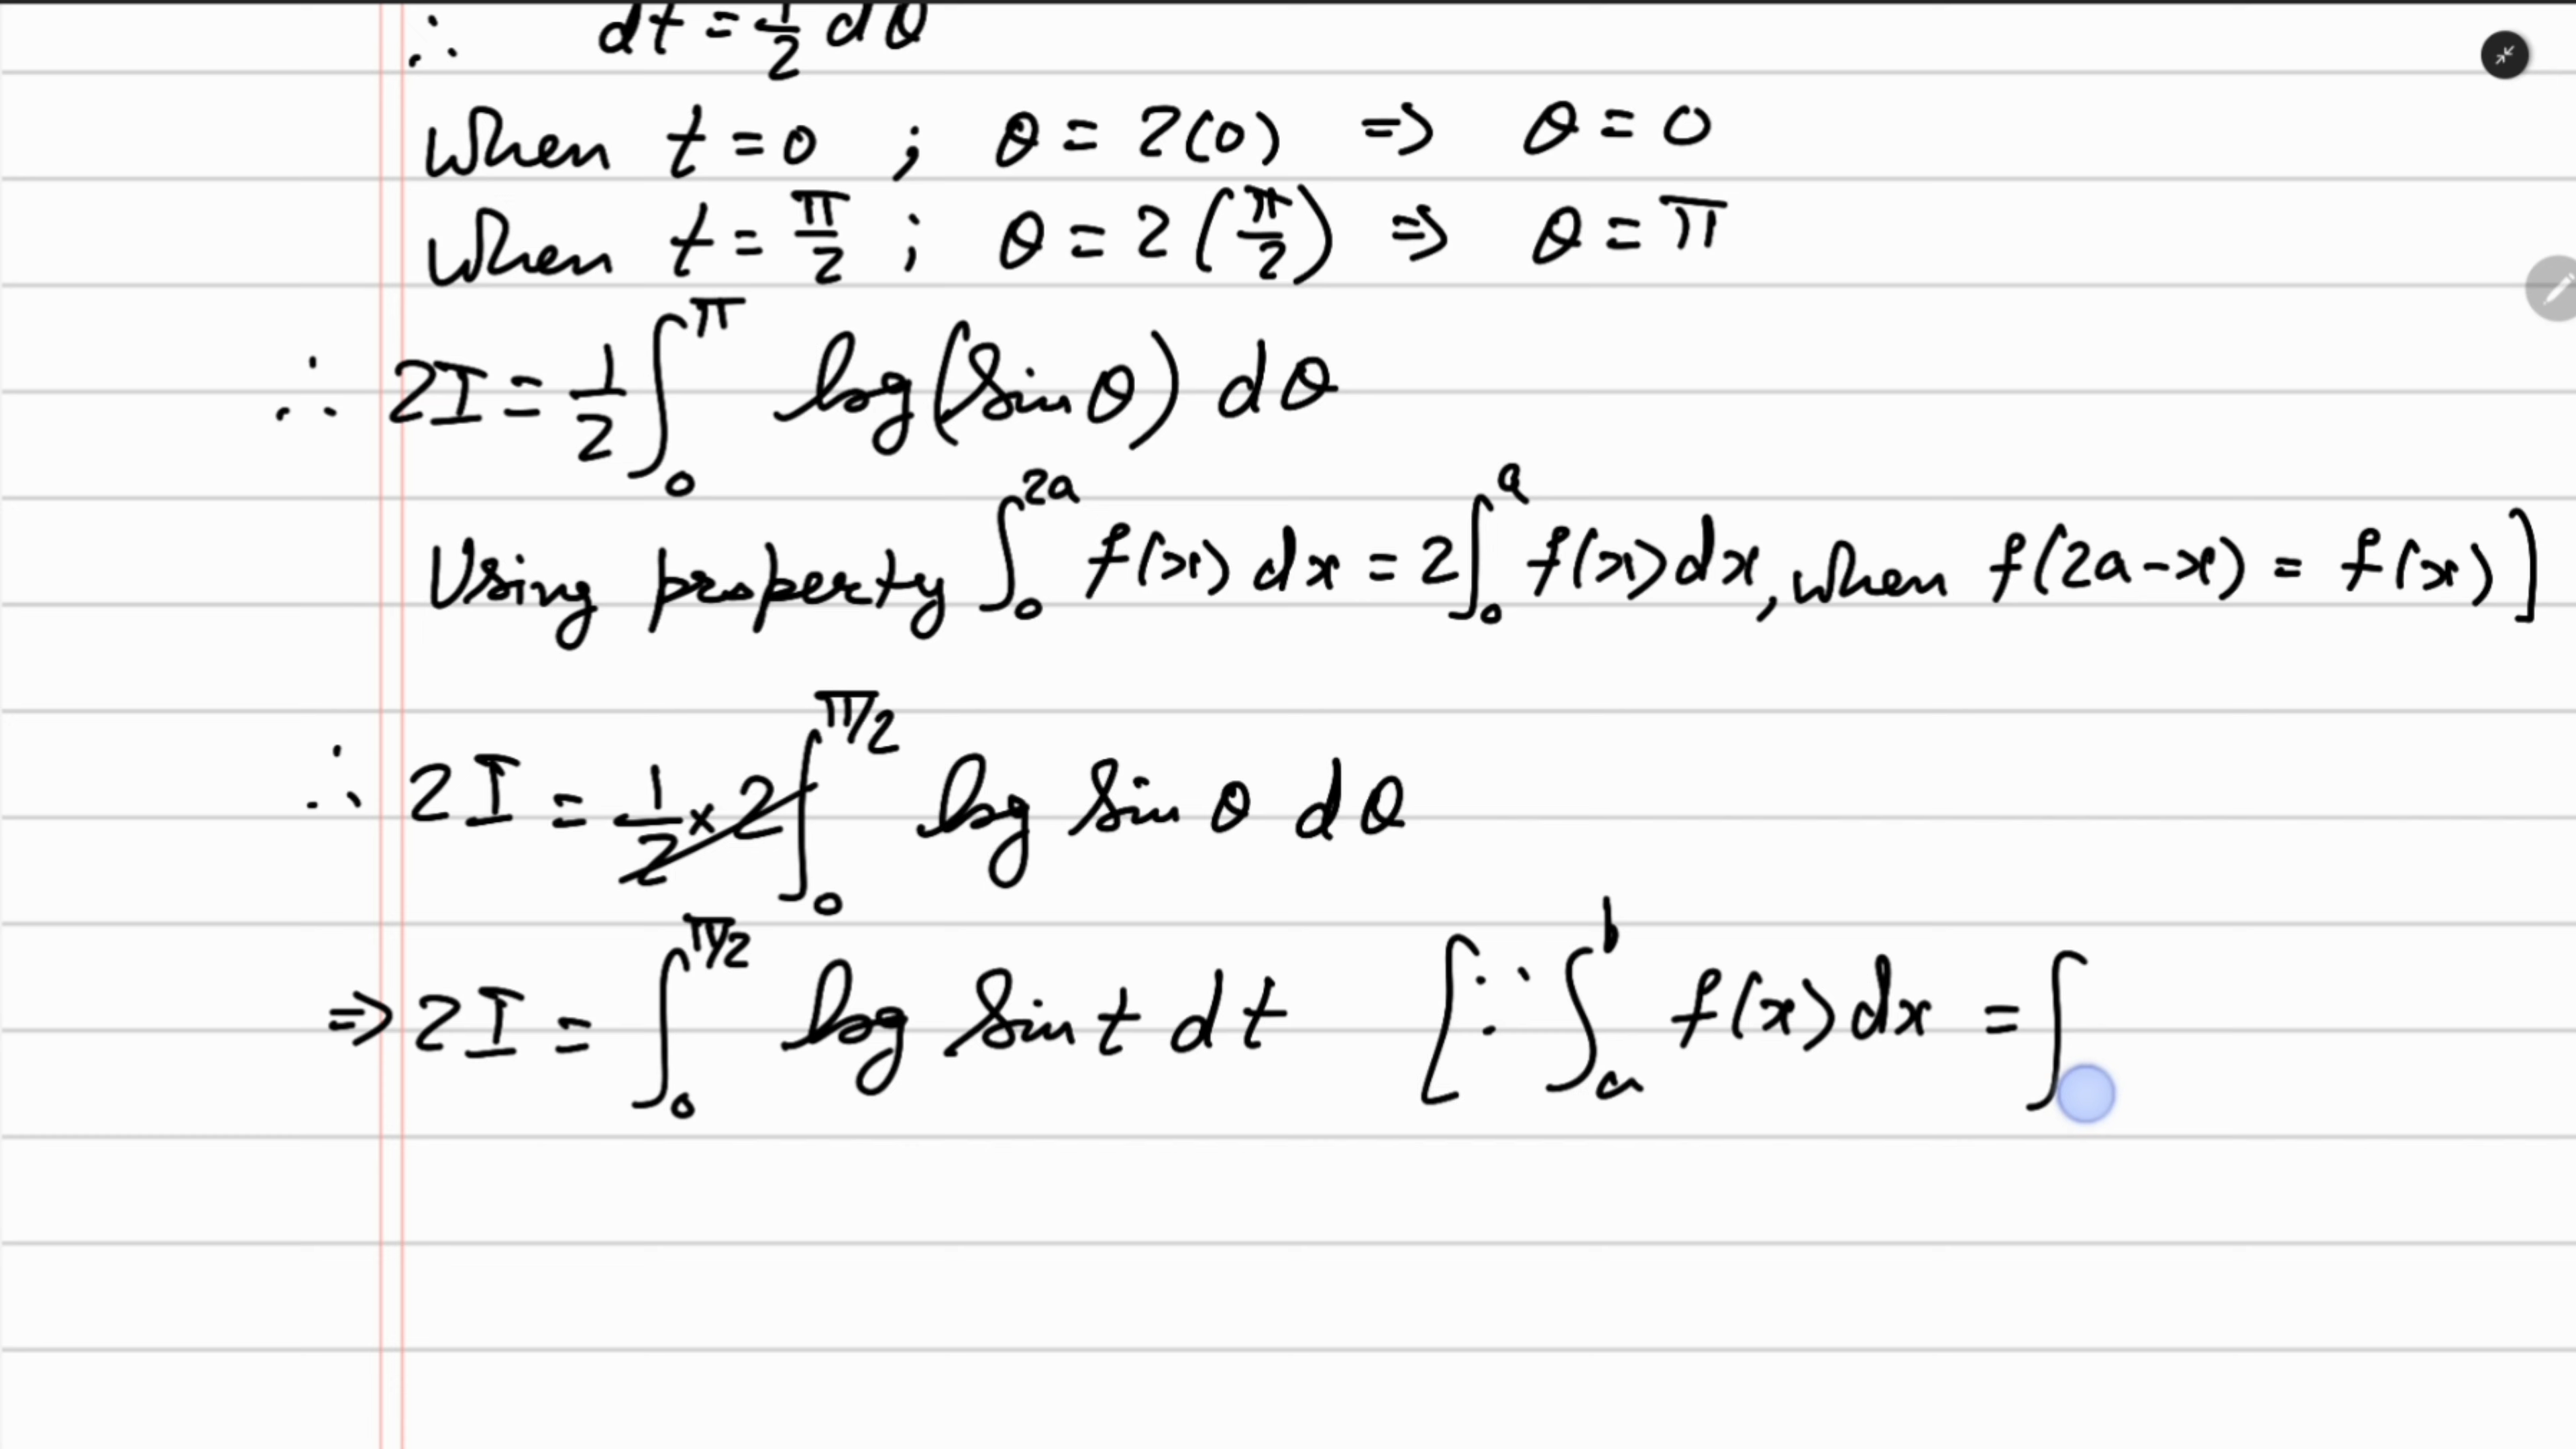 ∴ dt = 1/2 dθ
when t = 0 ; θ = 2(0) ⇒ θ = 0
when t = π/2 ; θ = 2(π/2) ⇒ θ = π
∴ 2I = 1/2 ∫₀^π log(sin θ) dθ
Using property ∫₀^2a f(x) dx = 2∫₀^a f(x) dx, when f(2a-x) = f(x)]
∴ 2I = 1/2 × 2 ∫₀^π/2 log sin θ dθ
⇒ 2I = ∫₀^π/2 log sin t dt [∵ ∫ₐ^b f(x) dx = ∫